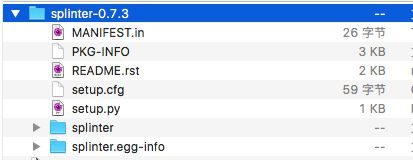 splinter-0.7.3 --
MANIFEST.in 26 字节
PKG-INFO 3 KB
README.rst 2 KB
setup.cfg 59 字节
setup.py 1 KB
splinter --
splinter.egg-info --